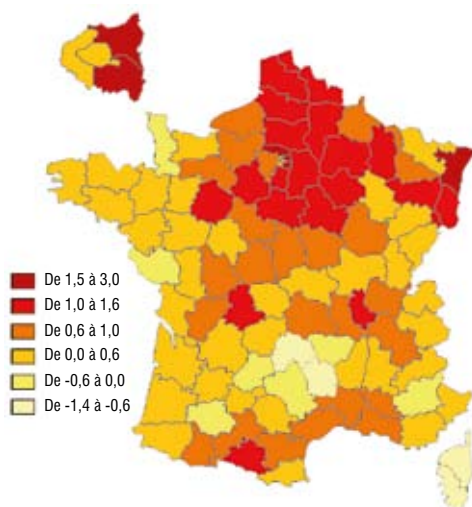 De 1,5 à 3,0
De 1,0 à 1,6
De 0,6 à 1,0
De 0,0 à 0,6
De -0,6 à 0,0
De -1,4 à -0,6